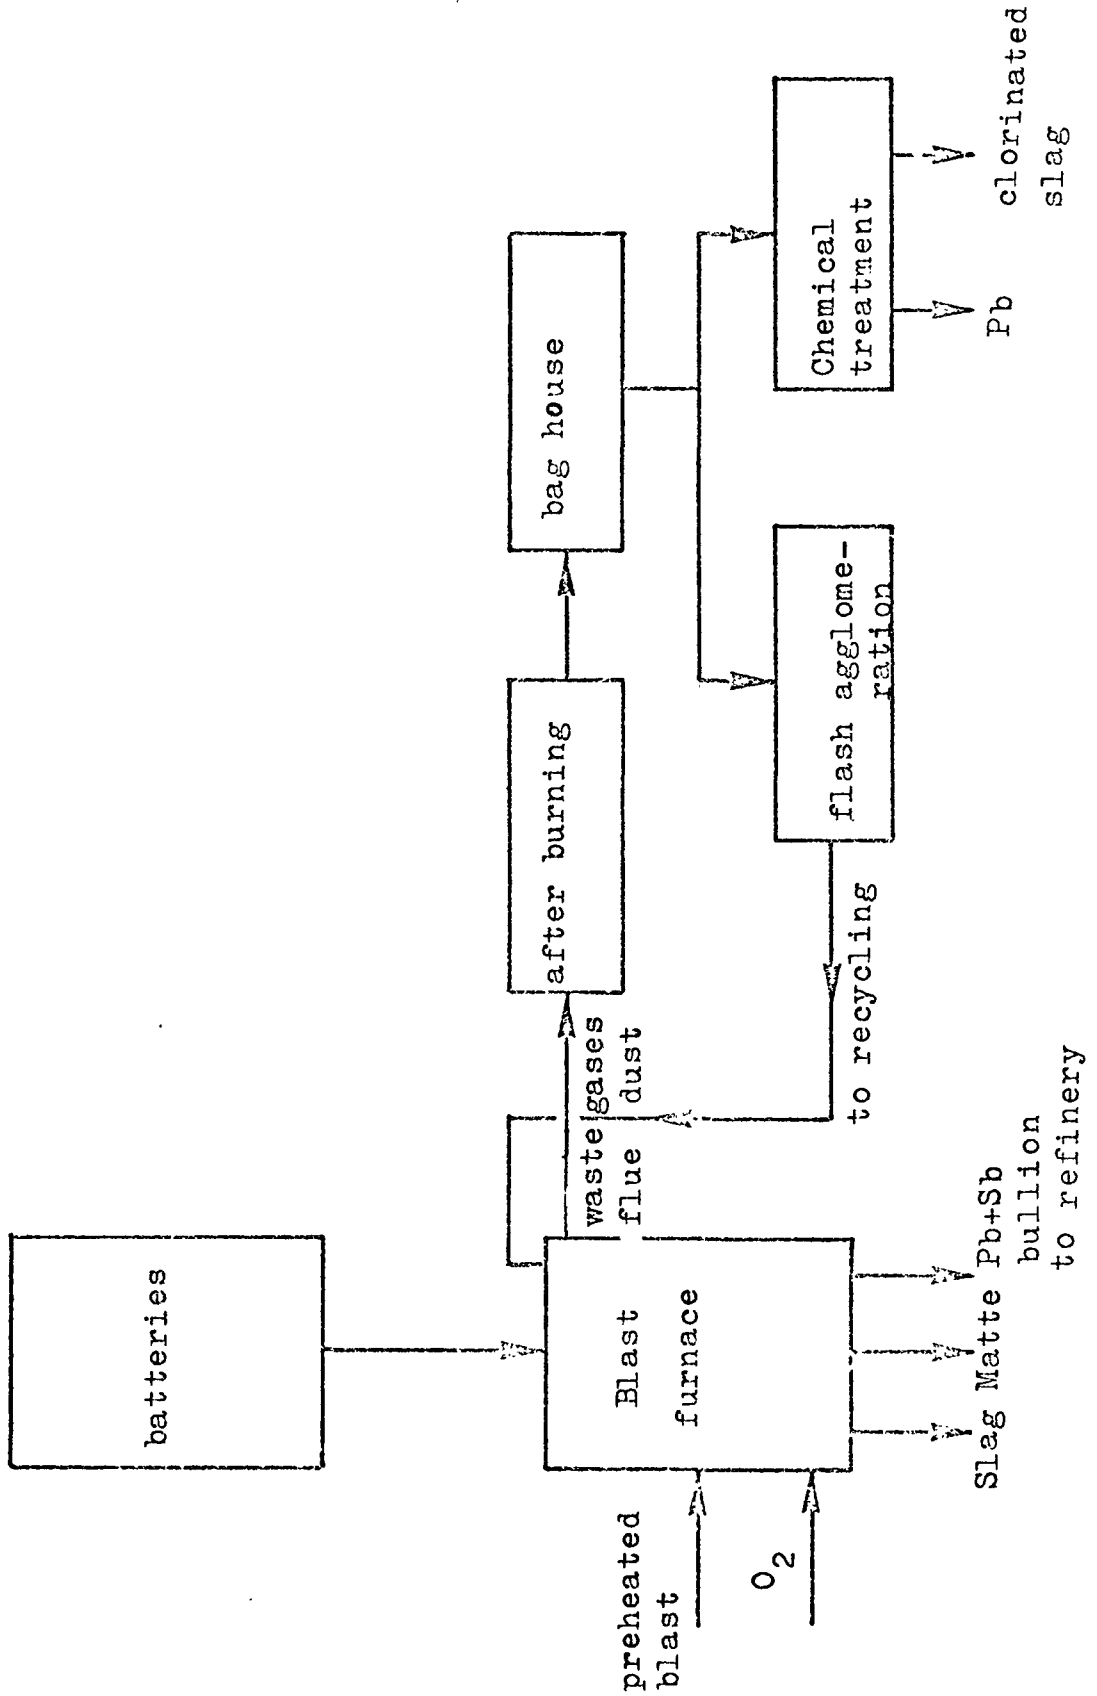 batteries
preheated
blast
O2
Blast
furnace
waste gases
flue dust
after burning
bag house
flash agglome-
ration
to recycling
Chemical
treatment
Slag Matte Pb+Sb
bullion
to refinery
Pb
clorinated
slag